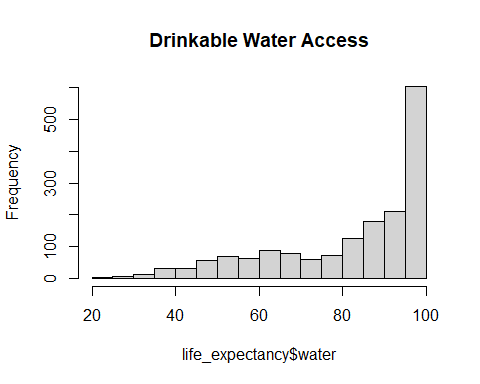 Drinkable Water Access
Frequency
500
300
100
0
20 40 60 80 100
life_expectancy$water